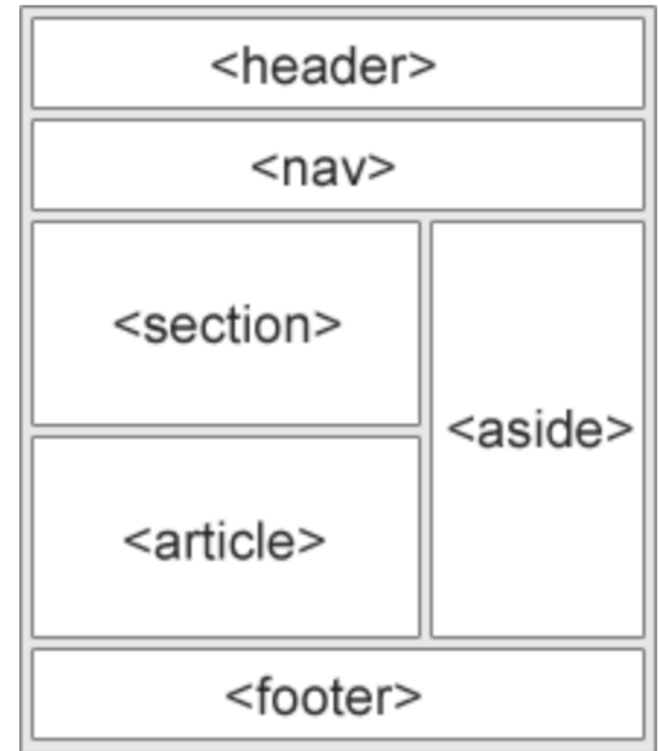 <header>
<nav>
<section>
<aside>
<article>
<footer>